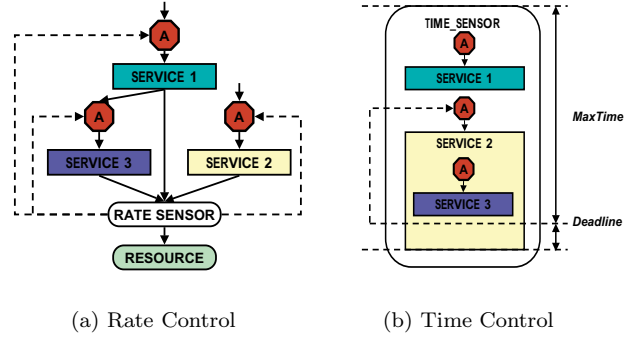 A
SERVICE 1
A
A
SERVICE 3
SERVICE 2
RATE SENSOR
RESOURCE
(a) Rate Control
TIME_SENSOR
A
SERVICE 1
A
MaxTime
SERVICE 2
A
SERVICE 3
Deadline
(b) Time Control